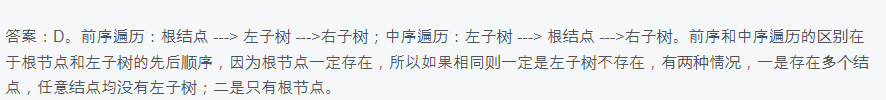 答案：D。前序遍历：根结点 ---> 左子树 --->右子树；中序遍历：左子树 ---> 根结点 --->右子树。前序和中序遍历的区别在
于根节点和左子树的先后顺序，因为根节点一定存在，所以如果相同则一定是左子树不存在，有两种情况，一是存在多个结
点，任意结点均没有左子树；二是只有根节点。